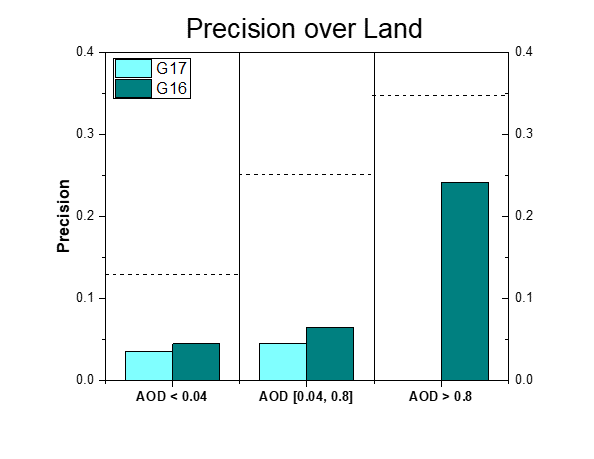 Precision over Land
G17
G16
0.4
0.3
0.2
0.1
0.0
Precision
0.4
0.3
0.2
0.1
0.0
AOD < 0.04
AOD [0.04, 0.8]
AOD > 0.8